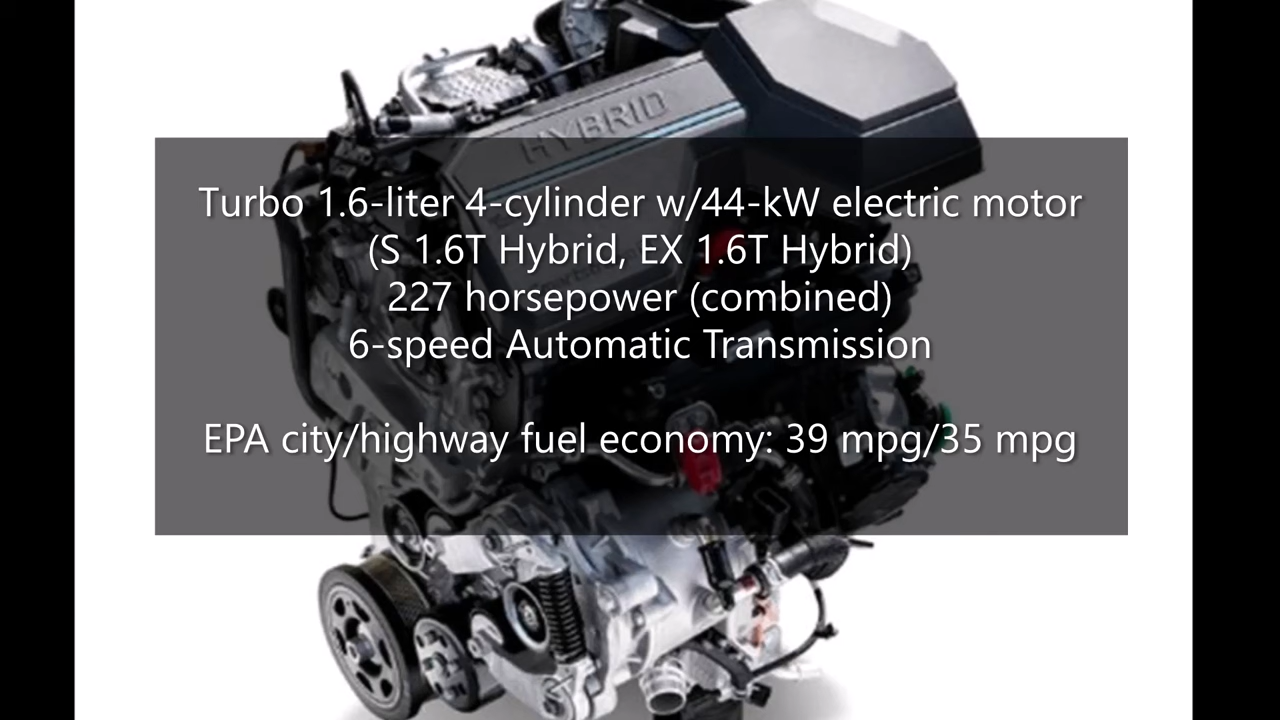 HYBRID
Turbo 1.6-liter 4-cylinder w/44-kW electric motor
(S 1.6T Hybrid, EX 1.6T Hybrid)
227 horsepower (combined)
6-speed Automatic Transmission
EPA city/highway fuel economy: 39 mpg/35 mpg